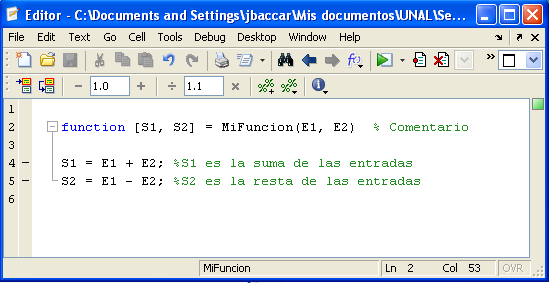 Editor - C:\Documents and Settings\jbaccar\Mis documentos\UNAL\Se...
File Edit Text Go Cell Tools Debug Desktop Window Help
- 1.0 + ÷ 1.1 ×
1
2 function [S1, S2] = MiFuncion(E1, E2) % Comentario
3
4 - S1 = E1 + E2; %S1 es la suma de las entradas
5 - S2 = E1 - E2; %S2 es la resta de las entradas
6
MiFuncion Ln 2 Col 53 OVR